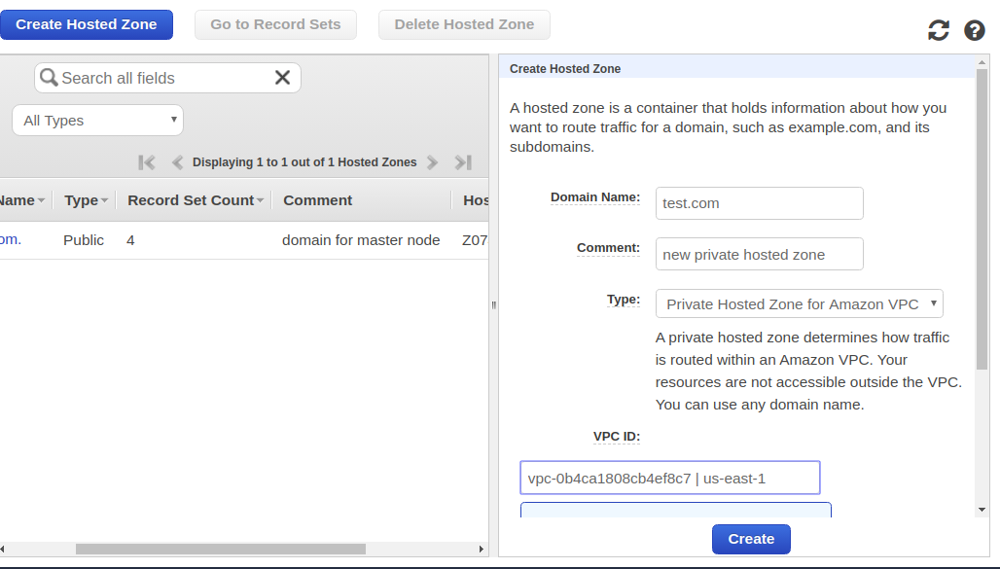 Create Hosted Zone
Go to Record Sets
Delete Hosted Zone
Search all fields
All Types
Displaying 1 to 1 out of 1 Hosted Zones
Name
Type
Record Set Count
Comment
Hos
om.
Public
4
domain for master node
Z07
Create Hosted Zone
A hosted zone is a container that holds information about how you
want to route traffic for a domain, such as example.com, and its
subdomains.
Domain Name:
test.com
Comment:
new private hosted zone
Type:
Private Hosted Zone for Amazon VPC
A private hosted zone determines how traffic
is routed within an Amazon VPC. Your
resources are not accessible outside the VPC.
You can use any domain name.
VPC ID:
vpc-0b4ca1808cb4ef8c7 | us-east-1
Create